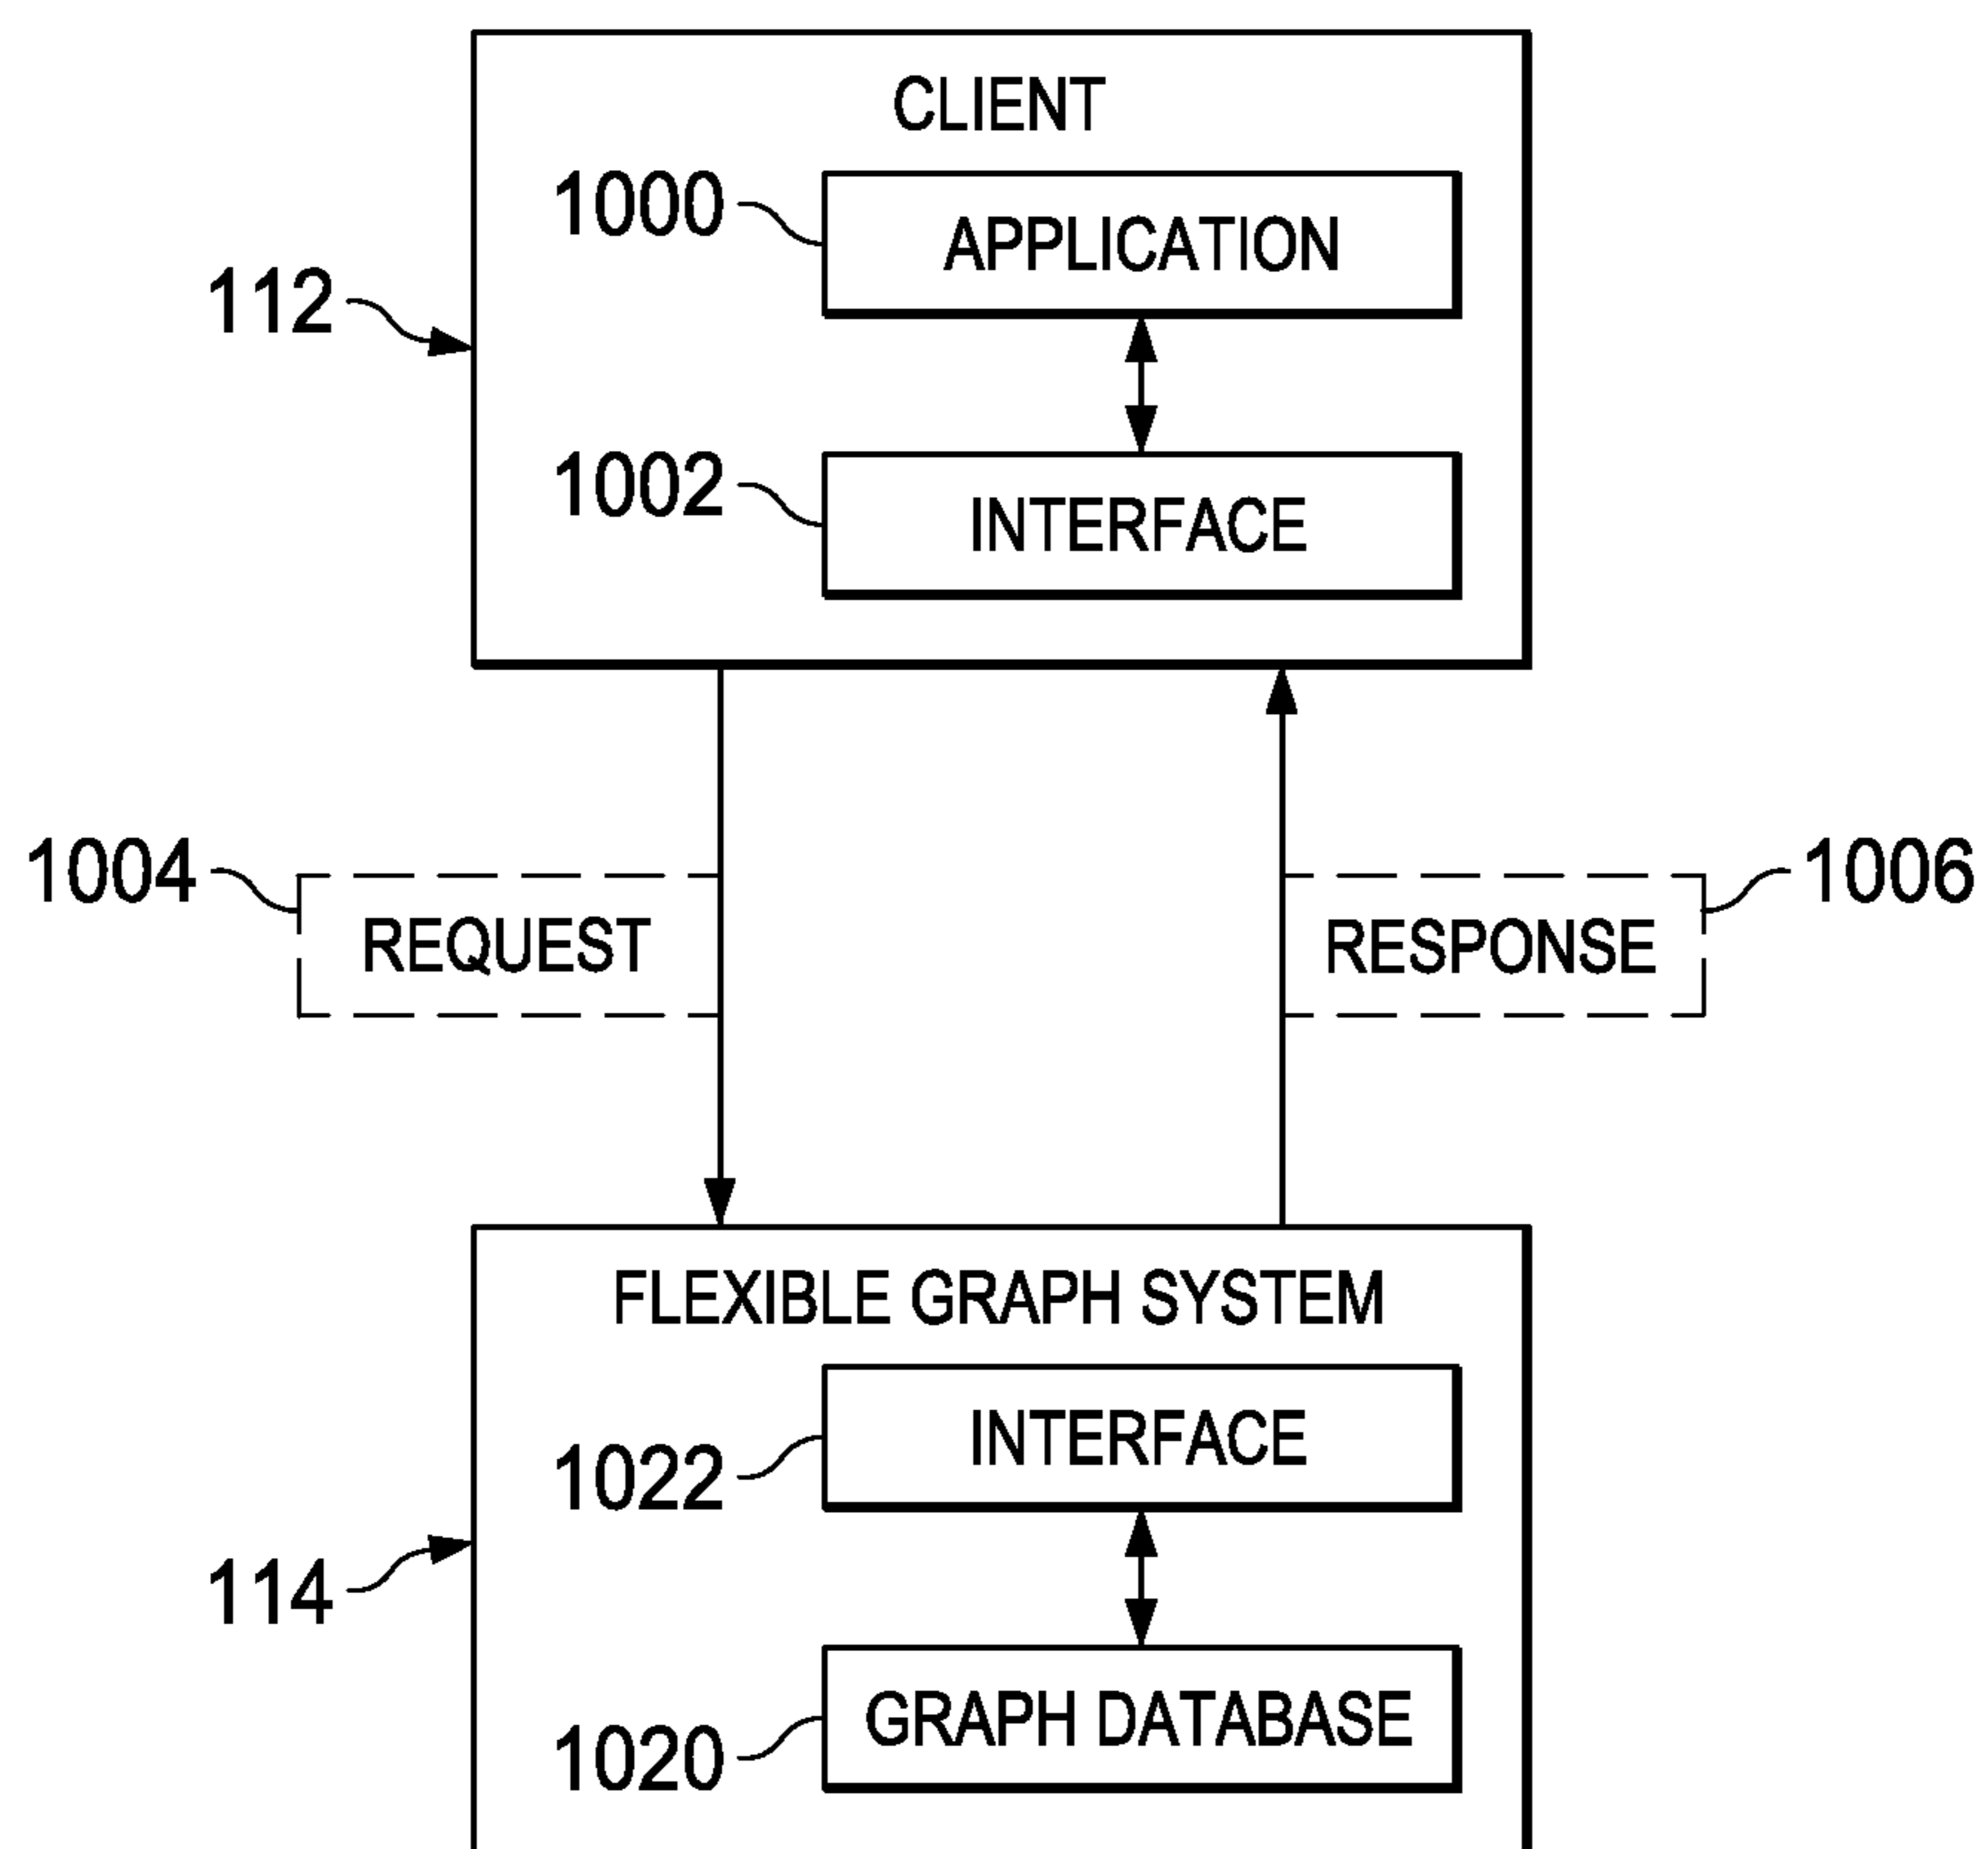 CLIENT
1000
APPLICATION
112
1002
INTERFACE
1004
REQUEST
RESPONSE
1006
FLEXIBLE GRAPH SYSTEM
INTERFACE
1022
114
GRAPH DATABASE
1020